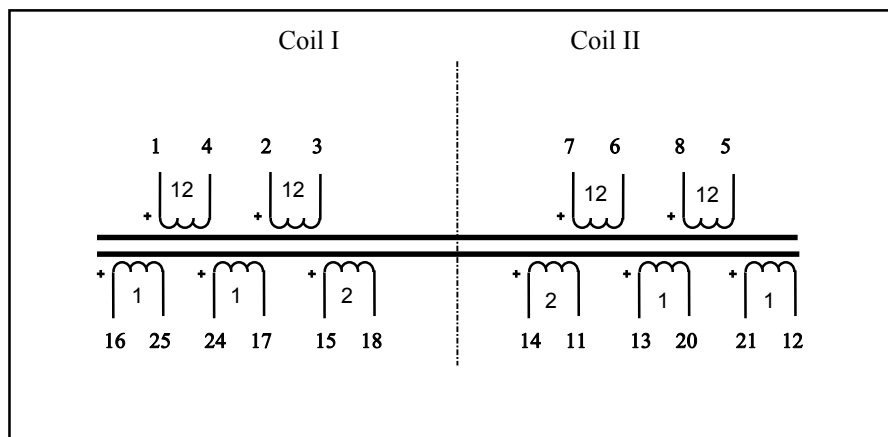 Coil I Coil II
1 4 2 3 7 6 8 5
12 12 12 12
+ + + +
+ + + + + +
1 1 2 2 1 1
16 25 24 17 15 18 14 11 13 20 21 12